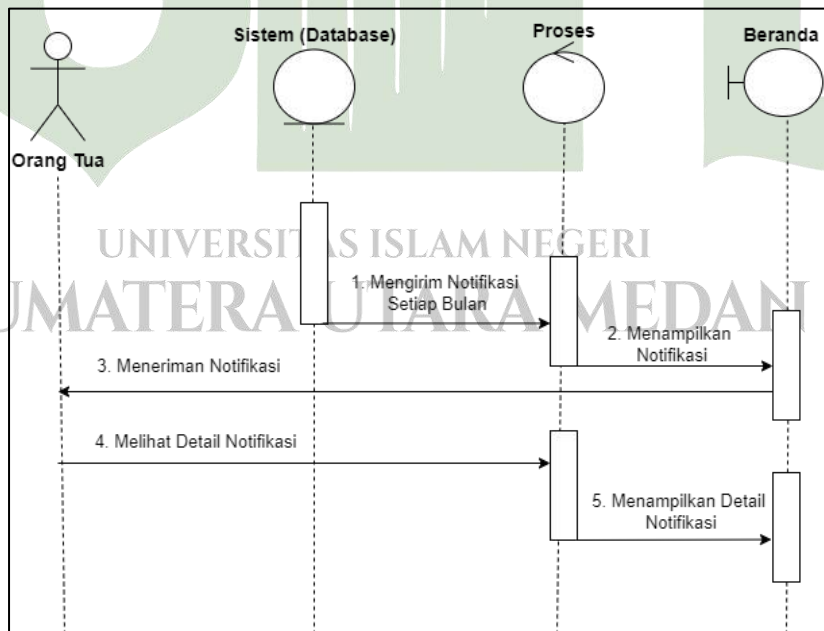 Sistem (Database)
Proses
Beranda
Orang Tua
UNIVERSITAS ISLAM NEGERI
UMATERA UTARA MEDAN
1. Mengirim Notifikasi
Setiap Bulan
2. Menampilkan
Notifikasi
3. Meneriman Notifikasi
4. Melihat Detail Notifikasi
5. Menampilkan Detail
Notifikasi